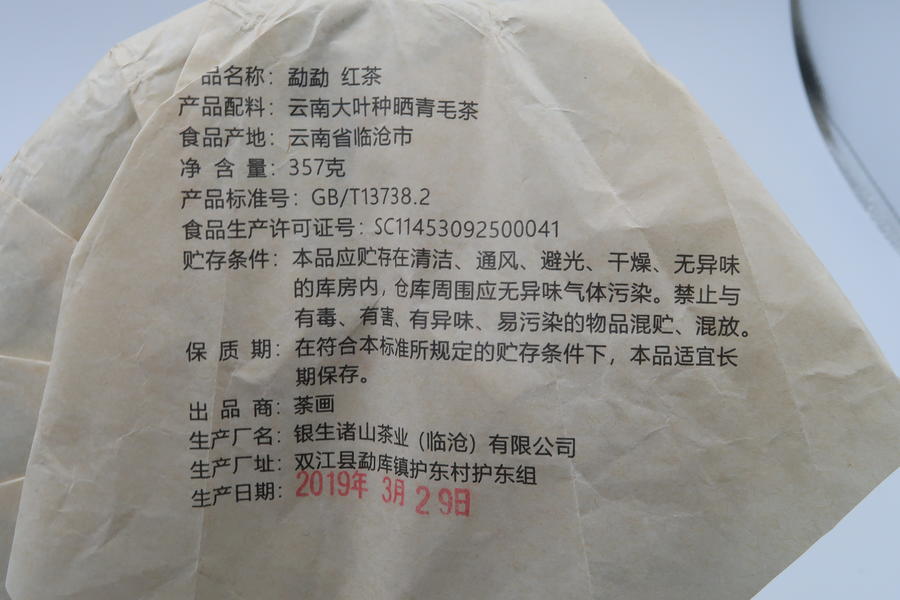 品名称：勐勐 红茶
产品配料：云南大叶种晒青毛茶
食品产地：云南省临沧市
净 含 量：357克
产品标准号：GB/T13738.2
食品生产许可证号：SC11453092500041
贮存条件：本品应贮存在清洁、通风、避光、干燥、无异味
的库房内，仓库周围应无异味气体污染。禁止与
有毒、有害、有异味、易污染的物品混贮、混放。
保 质 期：在符合本标准所规定的贮存条件下，本品适宜长
期保存。
出 品 商：荼画
生产厂名：银生诸山茶业（临沧）有限公司
生产厂址：双江县勐库镇护东村护东组
生产日期：2019年 3月 29日